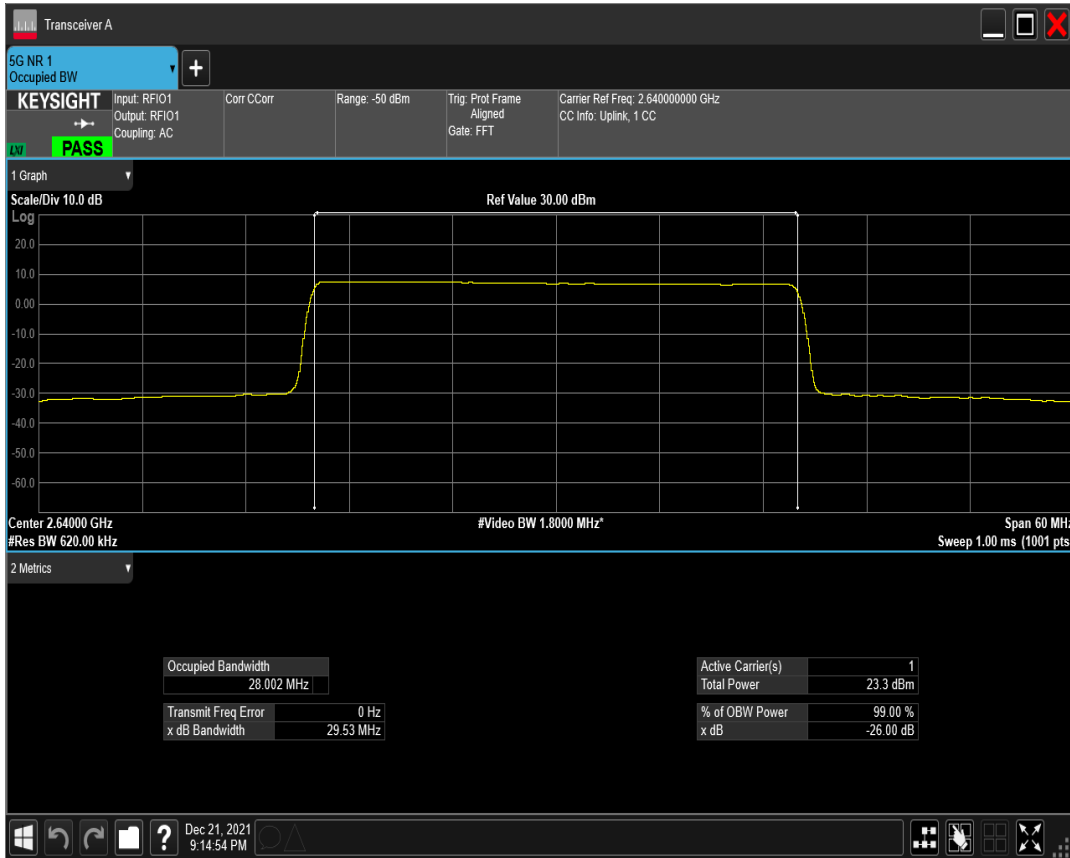 Transceiver A
5G NR 1
Occupied BW
KEYSIGHT
LXI
PASS
Input: RFIO1
Output: RFIO1
Coupling: AC
Corr CCorr
Range: -50 dBm
Trig: Prot Frame
Aligned
Gate: FFT
Carrier Ref Freq: 2.640000000 GHz
CC Info: Uplink, 1 CC
1 Graph
Scale/Div 10.0 dB
Ref Value 30.00 dBm
Log
20.0
10.0
0.00
-10.0
-20.0
-30.0
-40.0
-50.0
-60.0
Center 2.64000 GHz
#Video BW 1.8000 MHz*
Span 60 MHz
#Res BW 620.00 kHz
Sweep 1.00 ms (1001 pts
2 Metrics
Occupied Bandwidth
28.002 MHz
Transmit Freq Error 0 Hz
x dB Bandwidth 29.53 MHz
Active Carrier(s) 1
Total Power 23.3 dBm
% of OBW Power 99.00 %
x dB -26.00 dB
?
Dec 21, 2021
9:14:54 PM